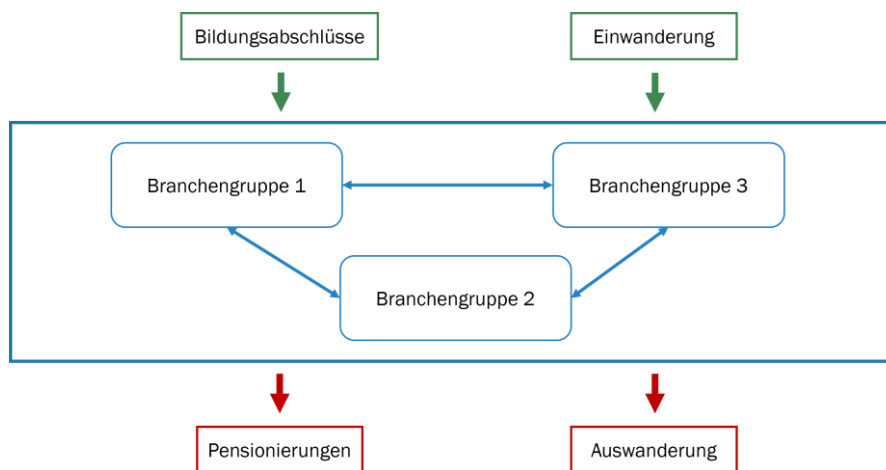 Bildungsabschlüsse
Einwanderung
Branchengruppe 1
Branchengruppe 3
Branchengruppe 2
Pensionierungen
Auswanderung